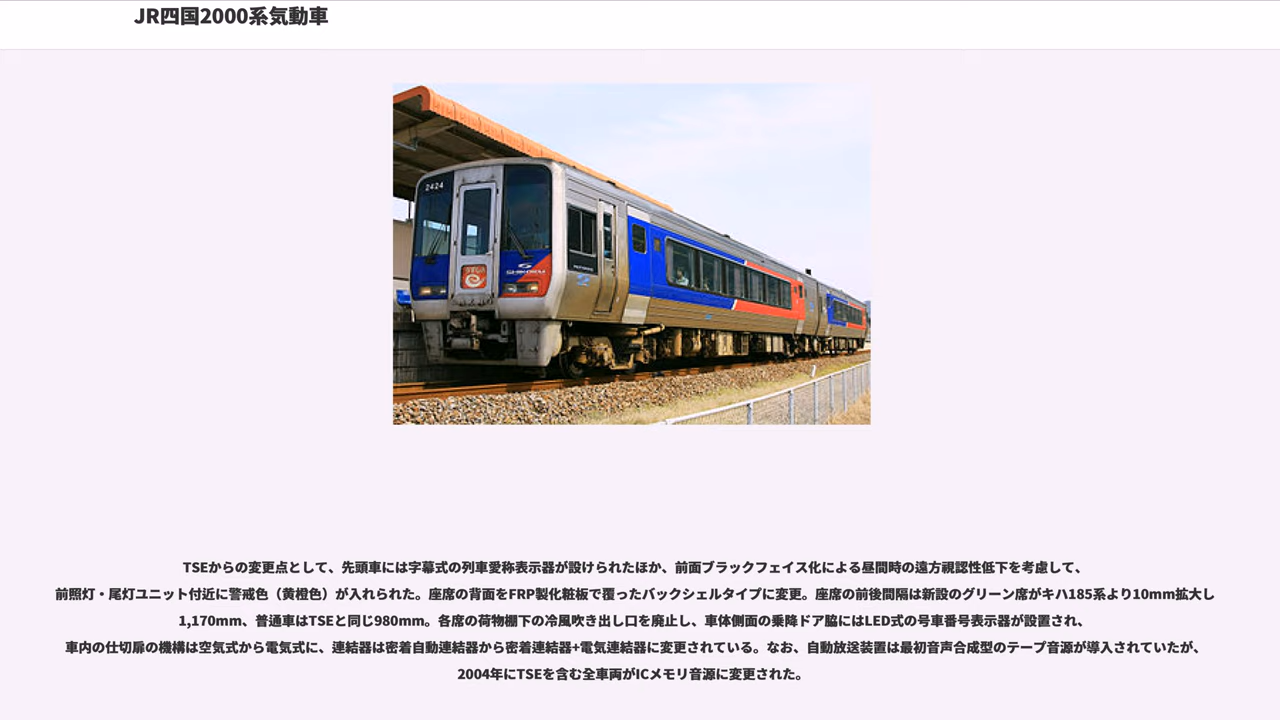 JR四国2000系気動車
2424
SHIKOKU
TSEからの変更点として、先頭車には字幕式の列車愛称表示器が設けられたほか、前面ブラックフェイス化による昼間時の遠方視認性低下を考慮して、
前照灯・尾灯ユニット付近に警戒色（黄橙色）が入れられた。座席の背面をFRP製化粧板で覆ったバックシェルタイプに変更。座席の前後間隔は新設のグリーン席がキハ185系より10mm拡大し
1,170mm、普通車はTSEと同じ980mm。各席の荷物棚下の冷風吹き出し口を廃止し、車体側面の乗降ドア脇にはLED式の号車番号表示器が設置され、
車内の仕切扉の機構は空気式から電気式に、連結器は密着自動連結器から密着連結器+電気連結器に変更されている。なお、自動放送装置は最初音声合成型のテープ音源が導入されていたが、
2004年にTSEを含む全車両がICメモリ音源に変更された。